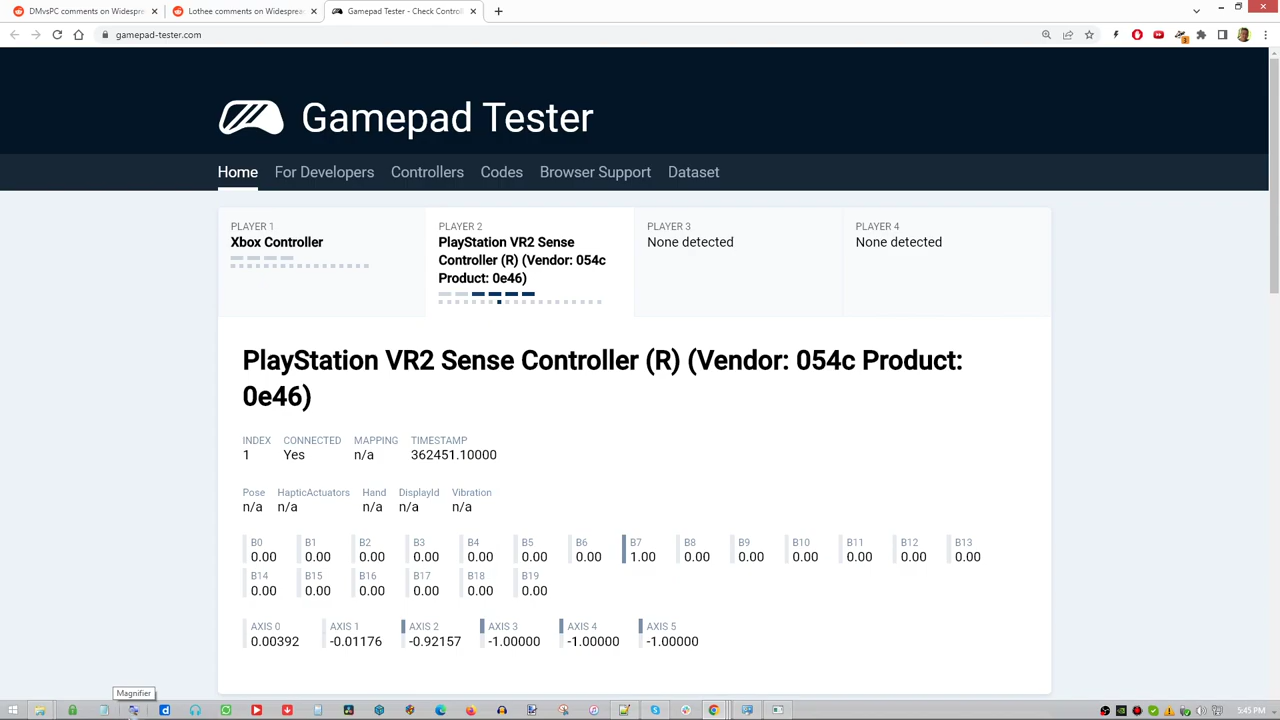 DMvsPC comments on Widespre
Lothee comments on Widesprea
Gamepad Tester - Check Control
gamepad-tester.com
Gamepad Tester
Home For Developers Controllers Codes Browser Support Dataset
PLAYER 1
Xbox Controller
PLAYER 2
PlayStation VR2 Sense
Controller (R) (Vendor: 054c
Product: 0e46)
PLAYER 3
None detected
PLAYER 4
None detected
PlayStation VR2 Sense Controller (R) (Vendor: 054c Product:
0e46)
INDEX CONNECTED MAPPING TIMESTAMP
1 Yes n/a 362451.10000
Pose HapticActuators Hand DisplayId Vibration
n/a n/a n/a n/a n/a
B0 B1 B2 B3 B4 B5 B6 B7 B8 B9 B10 B11 B12 B13
0.00 0.00 0.00 0.00 0.00 0.00 0.00 1.00 0.00 0.00 0.00 0.00 0.00 0.00
B14 B15 B16 B17 B18 B19
0.00 0.00 0.00 0.00 0.00 0.00
AXIS 0 AXIS 1 AXIS 2 AXIS 3 AXIS 4 AXIS 5
0.00392 -0.01176 -0.92157 -1.00000 -1.00000 -1.00000
Magnifier
5:45 PM